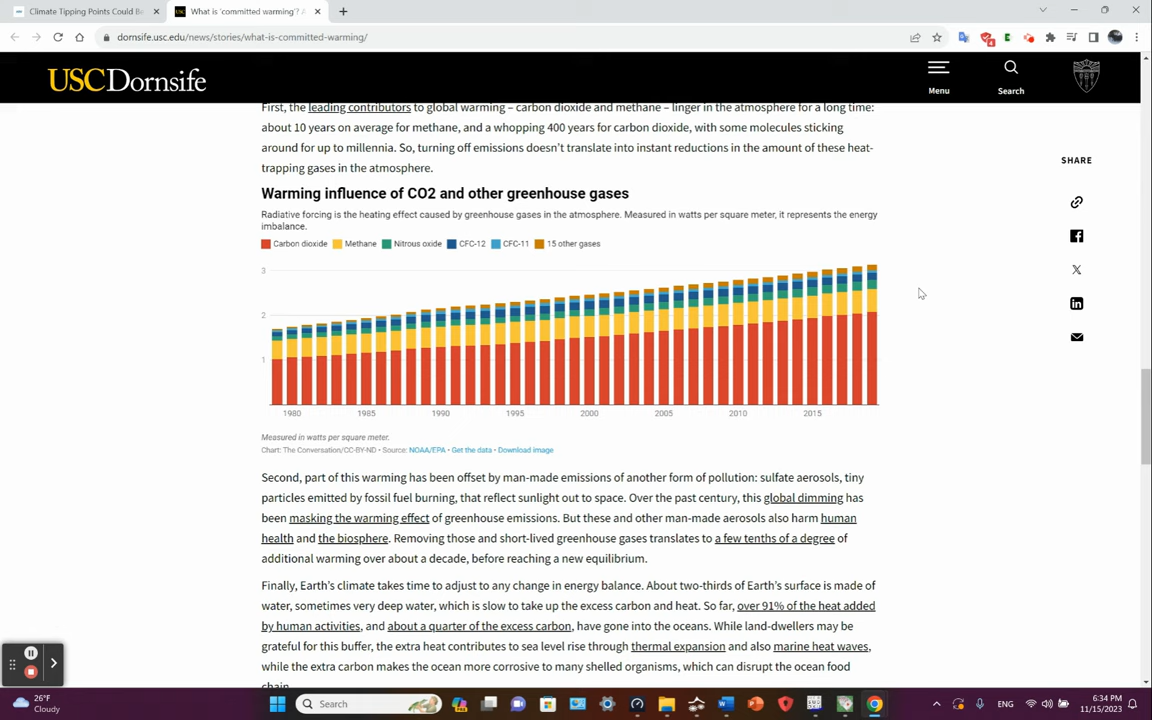 Climate Tipping Points Could Be
What is 'committed warming'? A
dornsife.usc.edu/news/stories/what-is-committed-warming/
4
USCDornsife
Menu
Search
First, the leading contributors to global warming – carbon dioxide and methane – linger in the atmosphere for a long time:
about 10 years on average for methane, and a whopping 400 years for carbon dioxide, with some molecules sticking
around for up to millennia. So, turning off emissions doesn't translate into instant reductions in the amount of these heat-
trapping gases in the atmosphere.
SHARE
Warming influence of CO2 and other greenhouse gases
Radiative forcing is the heating effect caused by greenhouse gases in the atmosphere. Measured in watts per square meter, it represents the energy
imbalance.
Carbon dioxide Methane Nitrous oxide CFC-12 CFC-11 15 other gases
3
2
1
1980 1985 1990 1995 2000 2005 2010 2015
Measured in watts per square meter.
Chart: The Conversation/CC-BY-ND • Source: NOAA/EPA • Get the data • Download image
Second, part of this warming has been offset by man-made emissions of another form of pollution: sulfate aerosols, tiny
particles emitted by fossil fuel burning, that reflect sunlight out to space. Over the past century, this global dimming has
been masking the warming effect of greenhouse emissions. But these and other man-made aerosols also harm human
health and the biosphere. Removing those and short-lived greenhouse gases translates to a few tenths of a degree of
additional warming over about a decade, before reaching a new equilibrium.
Finally, Earth's climate takes time to adjust to any change in energy balance. About two-thirds of Earth's surface is made of
water, sometimes very deep water, which is slow to take up the excess carbon and heat. So far, over 91% of the heat added
by human activities, and about a quarter of the excess carbon, have gone into the oceans. While land-dwellers may be
grateful for this buffer, the extra heat contributes to sea level rise through thermal expansion and also marine heat waves,
while the extra carbon makes the ocean more corrosive to many shelled organisms, which can disrupt the ocean food
chain.
26°F
Cloudy
Search
ENG
6:34 PM
11/15/2023